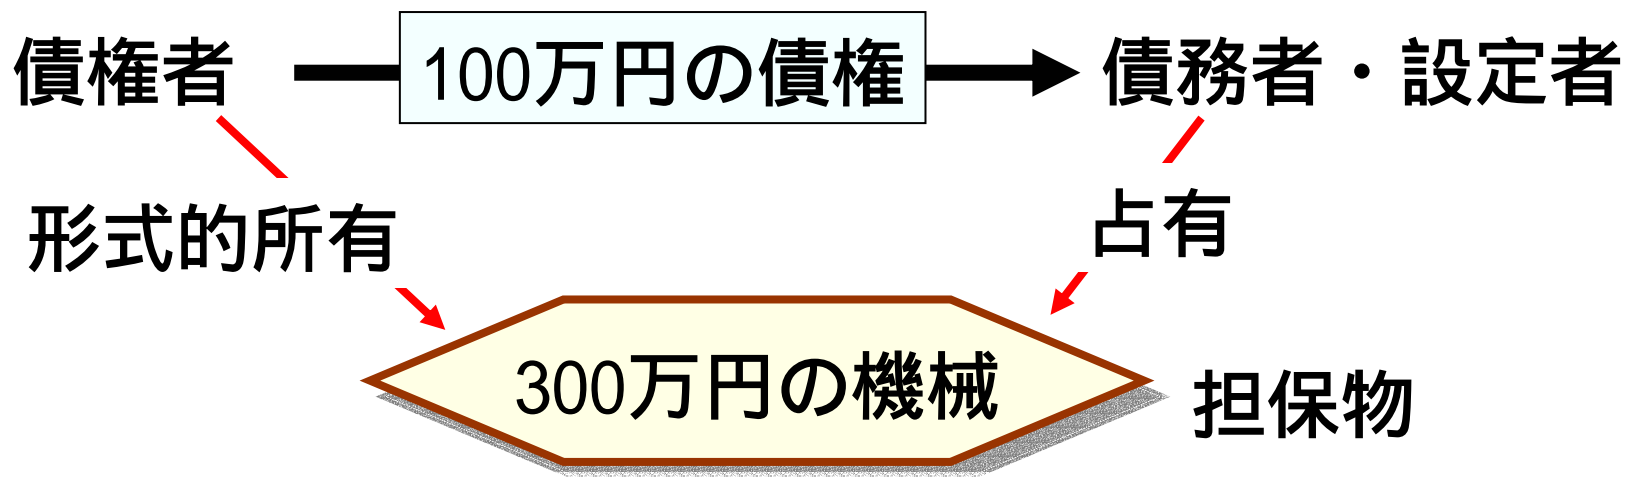 債権者
100万円の債権
債務者・設定者
形式的所有
占有
300万円の機械
担保物